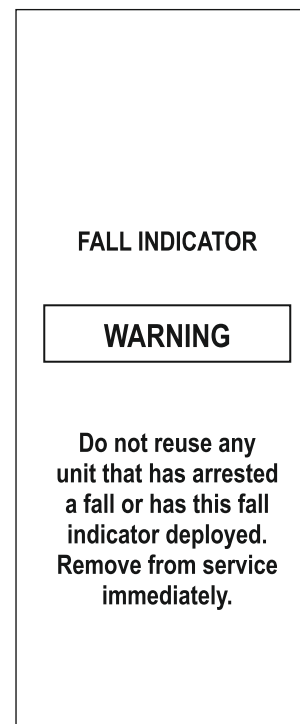 FALL INDICATOR
WARNING
Do not reuse any
unit that has arrested
a fall or has this fall
indicator deployed.
Remove from service
immediately.